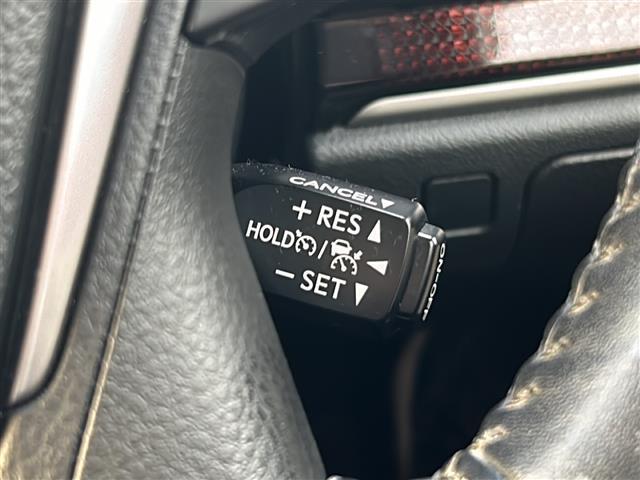 CANCEL▼
+ RES ▲
HOLD / ◀
− SET ▼
ON-OFF